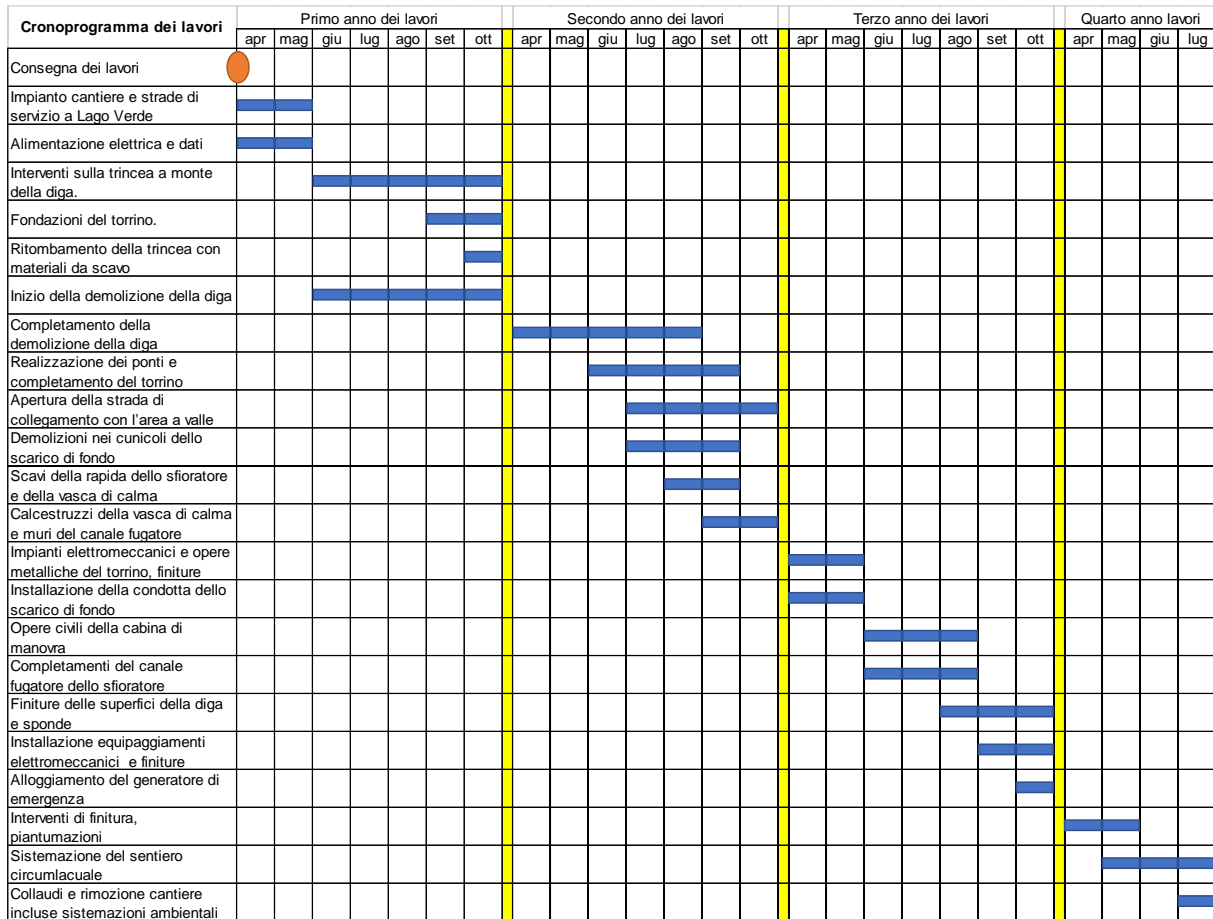 Cronoprogramma dei lavori
Primo anno dei lavori
Secondo anno dei lavori
Terzo anno dei lavori
Quarto anno lavori
apr mag giu lug ago set ott apr mag giu lug ago set ott apr mag giu lug ago set ott apr mag giu lug
Consegna dei lavori
Impianto cantiere e strade di
servizio a Lago Verde
Alimentazione elettrica e dati
Interventi sulla trincea a monte
della diga.
Fondazioni del torrino.
Ritombamento della trincea con
materiali da scavo
Inizio della demolizione della diga
Completamento della
demolizione della diga
Realizzazione dei ponti e
completamento del torrino
Apertura della strada di
collegamento con l'area a valle
Demolizioni nei cunicoli dello
scarico di fondo
Scavi della rapida dello sfioratore
e della vasca di calma
Calcestruzzi della vasca di calma
e muri del canale fugatore
Impianti elettromeccanici e opere
metalliche del torrino, finiture
Installazione della condotta dello
scarico di fondo
Opere civili della cabina di
manovra
Completamenti del canale
fugatore dello sfioratore
Finiture delle superfici della diga
e sponde
Installazione equipaggiamenti
elettromeccanici e finiture
Alloggiamento del generatore di
emergenza
Interventi di finitura,
piantumazioni
Sistemazione del sentiero
circumlacuale
Collaudi e rimozione cantiere
incluse sistemazioni ambientali